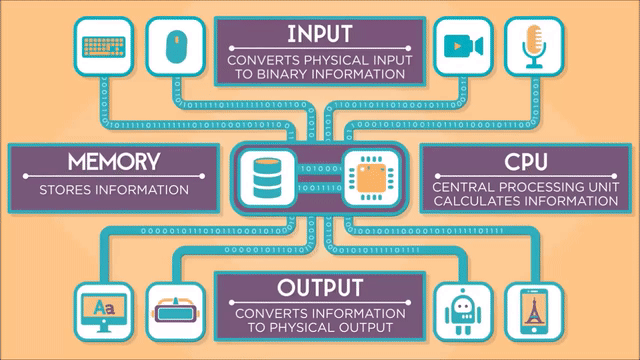 INPUT
CONVERTS PHYSICAL INPUT
TO BINARY INFORMATION
MEMORY
STORES INFORMATION
CPU
CENTRAL PROCESSING UNIT
CALCULATES INFORMATION
Aa
OUTPUT
CONVERTS INFORMATION
TO PHYSICAL OUTPUT